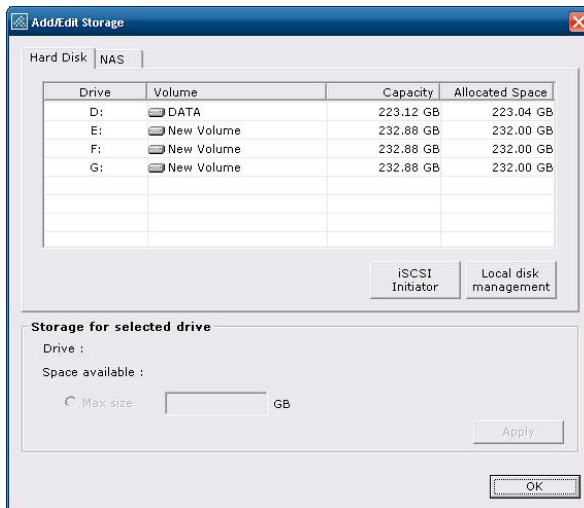 Add/Edit Storage
Hard Disk NAS
Drive Volume Capacity Allocated Space
D: DATA 223.12 GB 223.04 GB
E: New Volume 232.88 GB 232.00 GB
F: New Volume 232.88 GB 232.00 GB
G: New Volume 232.88 GB 232.00 GB
iSCSI Initiator
Local disk management
Storage for selected drive
Drive :
Space available :
Max size GB
Apply
OK